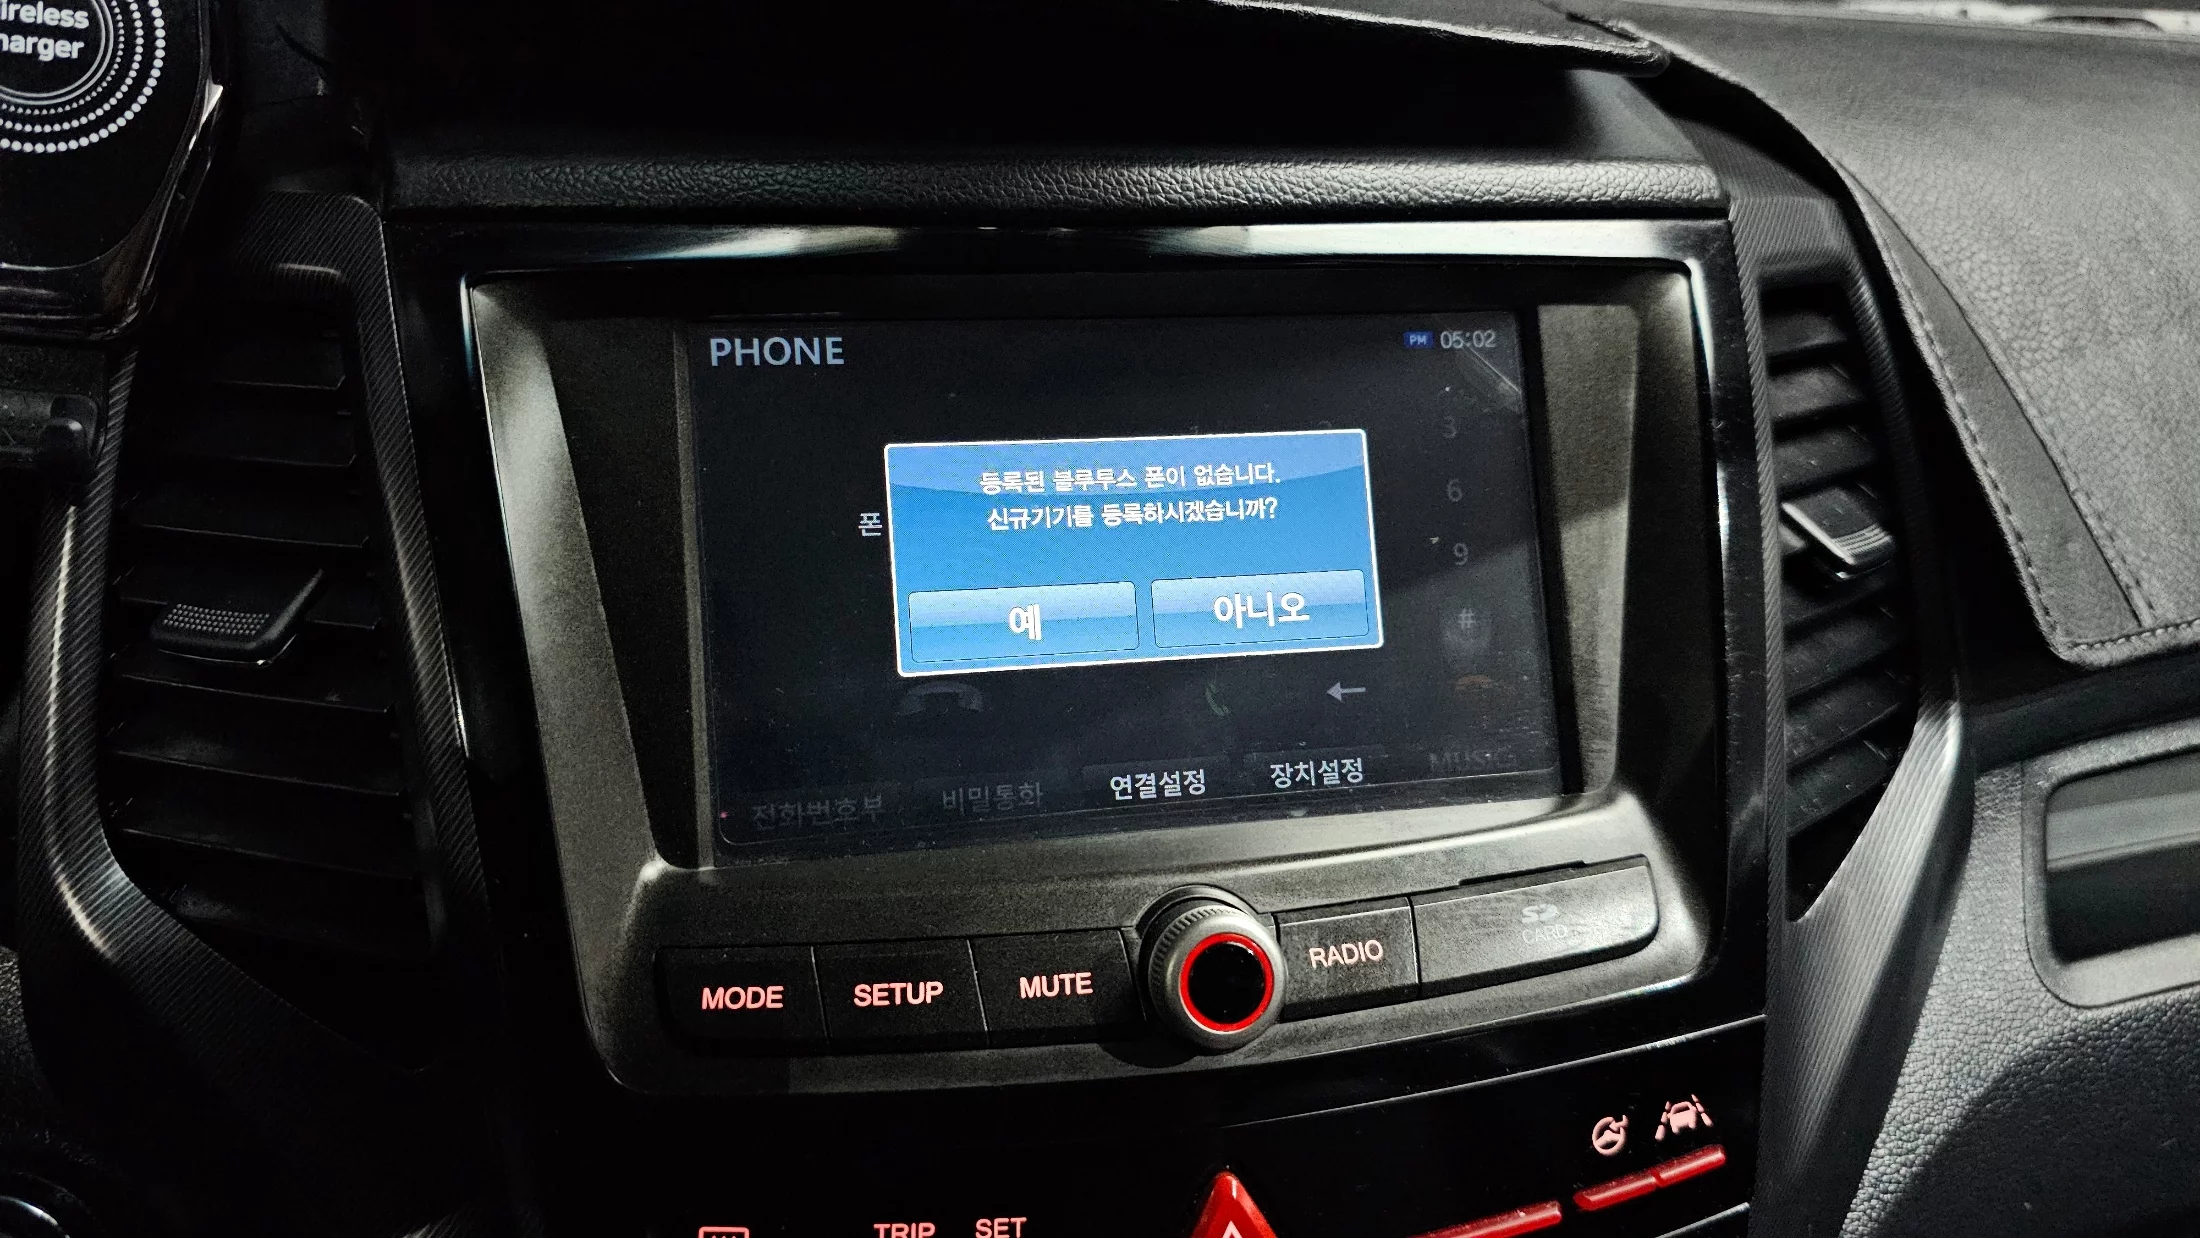 ireless
harger
PHONE
PM 05:02
등록된 블루투스 폰이 없습니다.
신규기기를 등록하시겠습니까?
폰
예
아니오
3
6
9
#
전화번호부
비밀통화
연결설정
장치설정
MUSIC
MODE
SETUP
MUTE
RADIO
SD
CARD
TRIP
SET